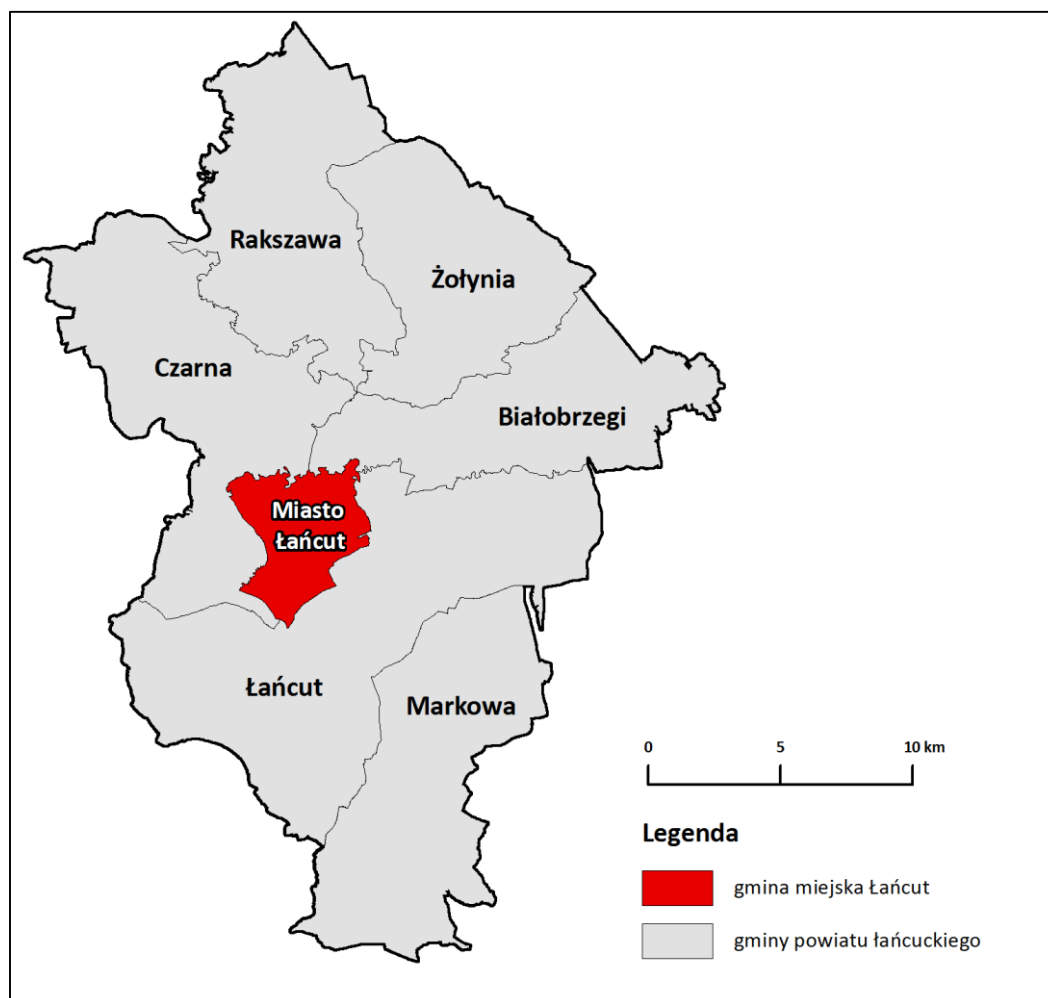 Rakszawa
Żołynia
Czarna
Białobrzegi
Miasto
Łańcut
Łańcut
Markowa
0 5 10 km
Legenda
gmina miejska Łańcut
gminy powiatu łańcuckiego